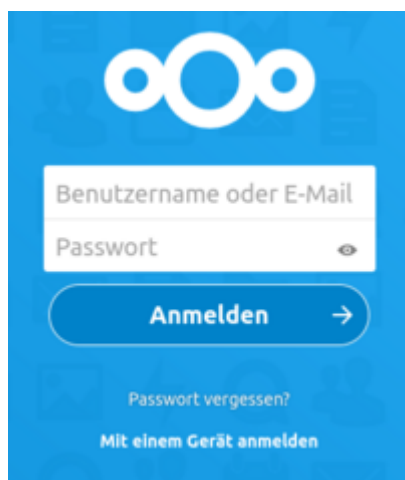 Benutzername oder E-Mail
Passwort
Anmelden
Passwort vergessen?
Mit einem Gerät anmelden